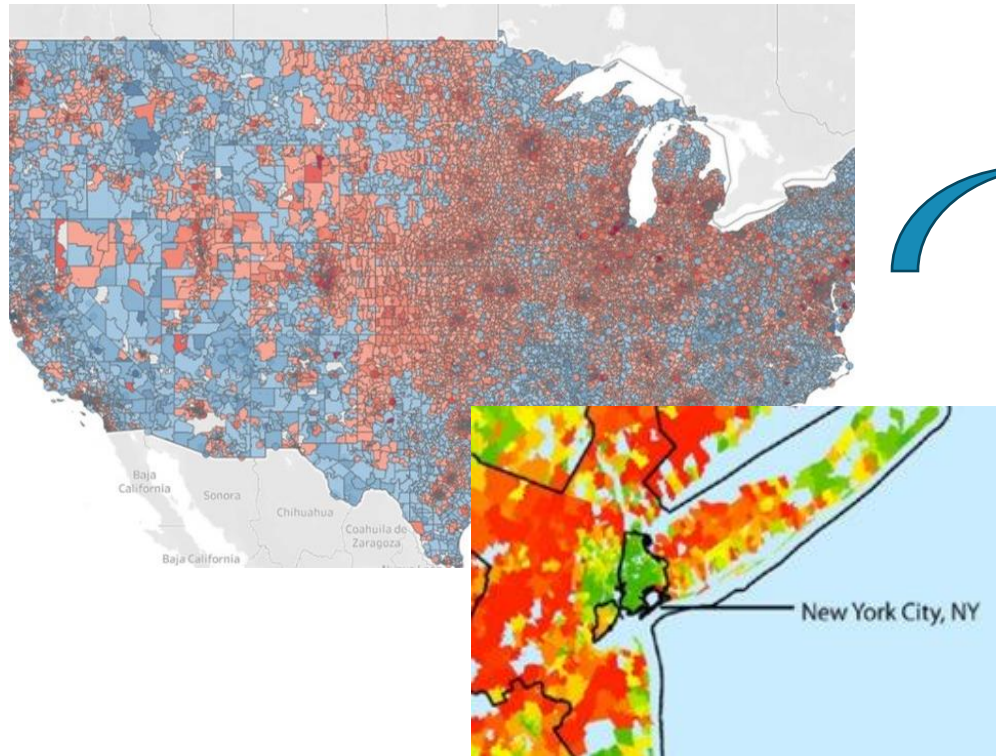 Baja
California
Sonora
Chihuahua
Coahuila de
Zaragoza
Baja California
New York City, NY